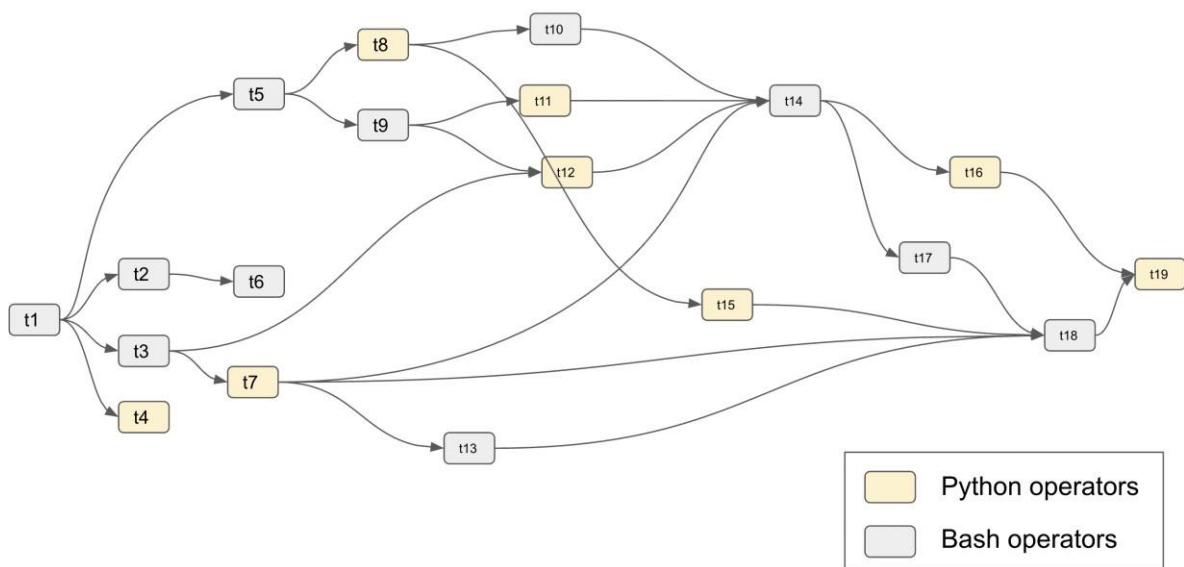 t10
t8
t5
t11
t14
t9
t12
t16
t2
t6
t17
t19
t15
t1
t18
t3
t7
t4
t13
Python operators
Bash operators